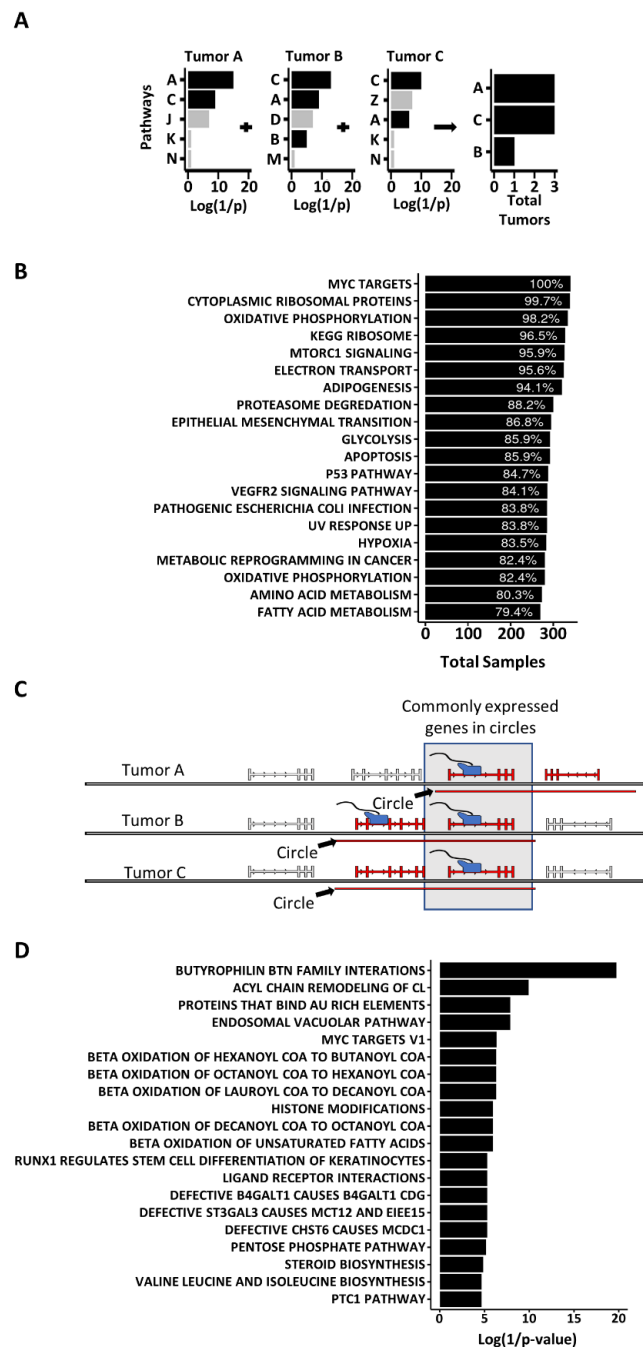 A
Tumor A
Tumor B
Tumor C
Pathways
A
C
J
K
N
0 10 20
Log(1/p)
C
A
D
B
M
0 10 20
Log(1/p)
C
Z
A
K
N
0 10 20
Log(1/p)
A
C
B
0 1 2 3
Total
Tumors
B
MYC TARGETS 100%
CYTOPLASMIC RIBOSOMAL PROTEINS 99.7%
OXIDATIVE PHOSPHORYLATION 98.2%
KEGG RIBOSOME 96.5%
MTORC1 SIGNALING 95.9%
ELECTRON TRANSPORT 95.6%
ADIPOGENESIS 94.1%
PROTEASOME DEGREDATION 88.2%
EPITHELIAL MESENCHYMAL TRANSITION 86.8%
GLYCOLYSIS 85.9%
APOPTOSIS 85.9%
P53 PATHWAY 84.7%
VEGFR2 SIGNALING PATHWAY 84.1%
PATHOGENIC ESCHERICHIA COLI INFECTION 83.8%
UV RESPONSE UP 83.8%
HYPOXIA 83.5%
METABOLIC REPROGRAMMING IN CANCER 82.4%
OXIDATIVE PHOSPHORYLATION 82.4%
AMINO ACID METABOLISM 80.3%
FATTY ACID METABOLISM 79.4%
0 100 200 300
Total Samples
C
Commonly expressed
genes in circles
Tumor A
Circle
Tumor B
Circle
Tumor C
Circle
D
BUTYROPHILIN BTN FAMILY INTERATIONS
ACYL CHAIN REMODELING OF CL
PROTEINS THAT BIND AU RICH ELEMENTS
ENDOSOMAL VACUOLAR PATHWAY
MYC TARGETS V1
BETA OXIDATION OF HEXANOYL COA TO BUTANOYL COA
BETA OXIDATION OF OCTANOYL COA TO HEXANOYL COA
BETA OXIDATION OF LAUROYL COA TO DECANOYL COA
HISTONE MODIFICATIONS
BETA OXIDATION OF DECANOYL COA TO OCTANOYL COA
BETA OXIDATION OF UNSATURATED FATTY ACIDS
RUNX1 REGULATES STEM CELL DIFFERENTIATION OF KERATINOCYTES
LIGAND RECEPTOR INTERACTIONS
DEFECTIVE B4GALT1 CAUSES B4GALT1 CDG
DEFECTIVE ST3GAL3 CAUSES MCT12 AND EIEE15
DEFECTIVE CHST6 CAUSES MCDC1
PENTOSE PHOSPHATE PATHWAY
STEROID BIOSYNTHESIS
VALINE LEUCINE AND ISOLEUCINE BIOSYNTHESIS
PTC1 PATHWAY
0 5 10 15 20
Log(1/p-value)